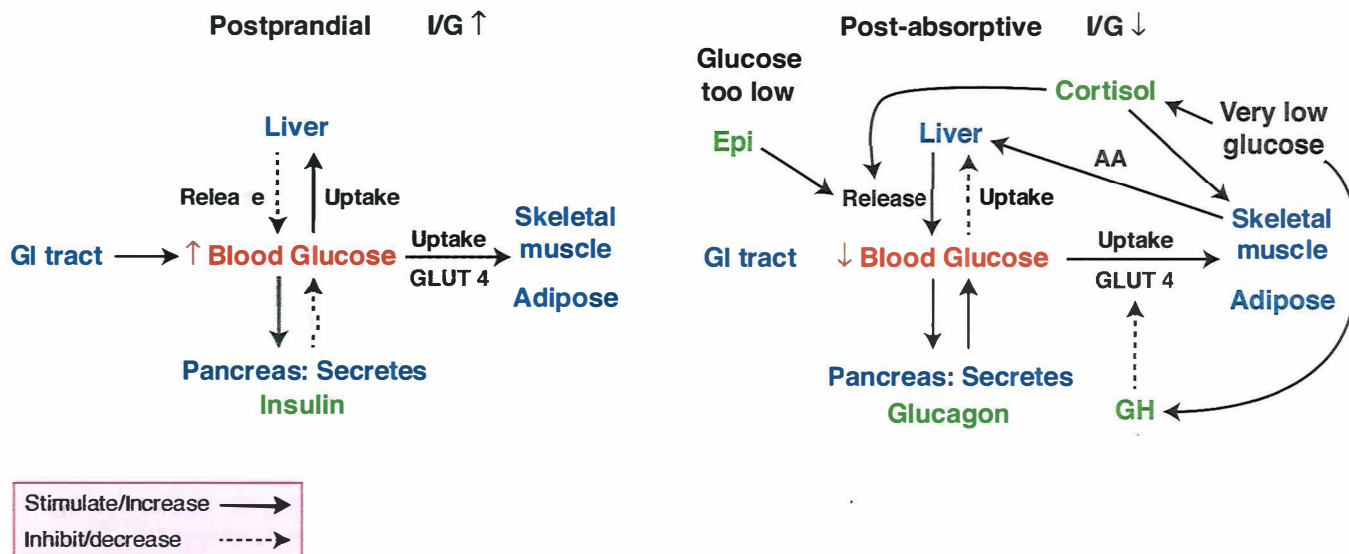 Postprandial I/G ↑
Liver
Relea e Uptake
GI tract ↑ Blood Glucose Uptake
GLUT 4
Skeletal
muscle
Adipose
Pancreas: Secretes
Insulin
Post-absorptive I/G ↓
Glucose
too low
Epi
Cortisol
Very low
glucose
Liver
AA
Release Uptake
GI tract ↓ Blood Glucose Uptake
GLUT 4
Skeletal
muscle
Adipose
Pancreas: Secretes
Glucagon
GH
Stimulate/Increase
Inhibit/decrease